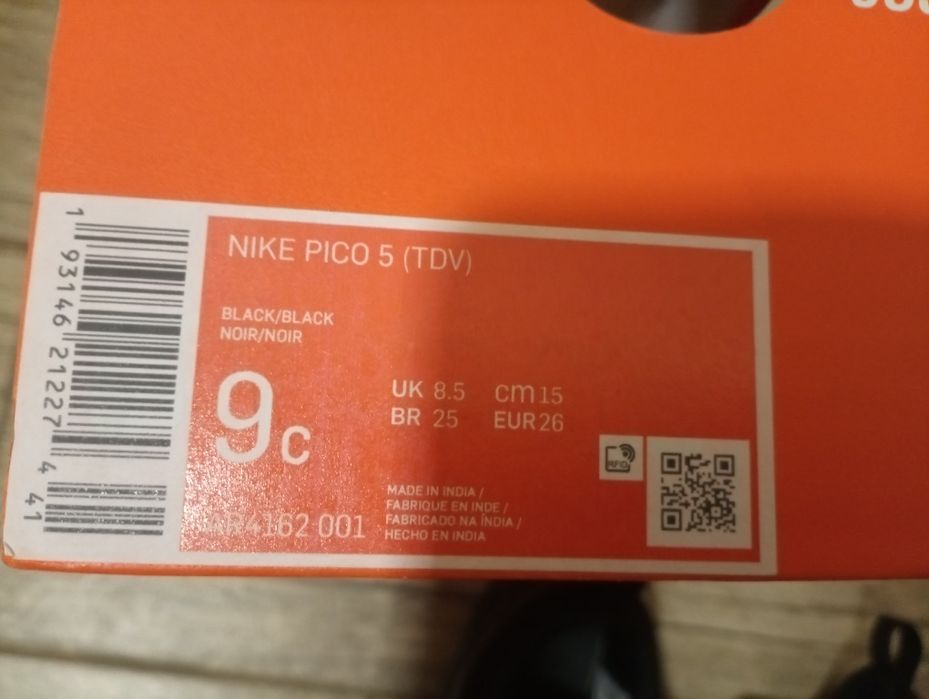 NIKE PICO 5 (TDV)
BLACK/BLACK
NOIR/NOIR
9C
UK 8.5 cm 15
BR 25 EUR 26
RFID
MADE IN INDIA /
FABRIQUE EN INDE /
FABRICADO NA ÍNDIA /
HECHO EN INDIA
AR4162 001
1 93146 21227 4 41